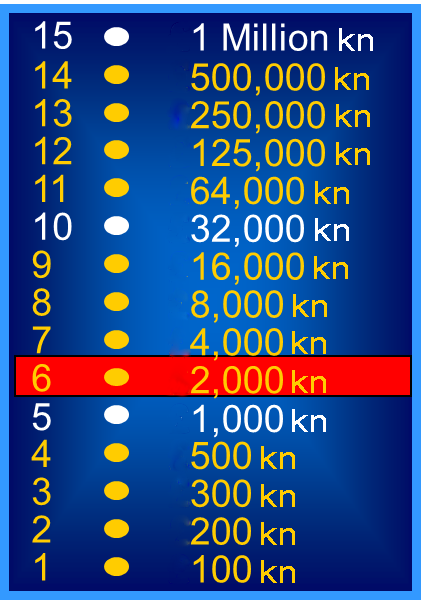 15 1 Million kn
14 500,000 kn
13 250,000 kn
12 125,000 kn
11 64,000 kn
10 32,000 kn
9 16,000 kn
8 8,000 kn
7 4,000 kn
6 2,000 kn
5 1,000 kn
4 500 kn
3 300 kn
2 200 kn
1 100 kn